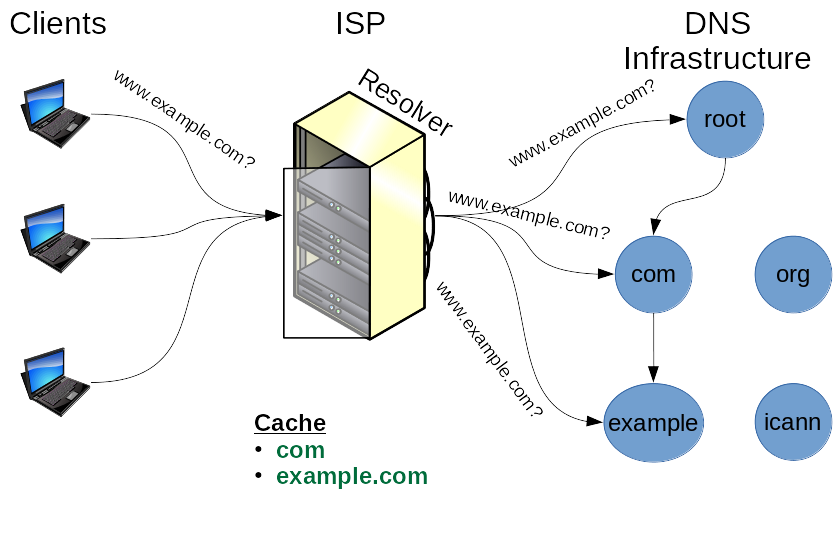 Clients
ISP
DNS
Infrastructure
www.example.com?
Resolver
www.example.com?
root
www.example.com?
com
org
www.example.com?
example
icann
Cache
• com
• example.com